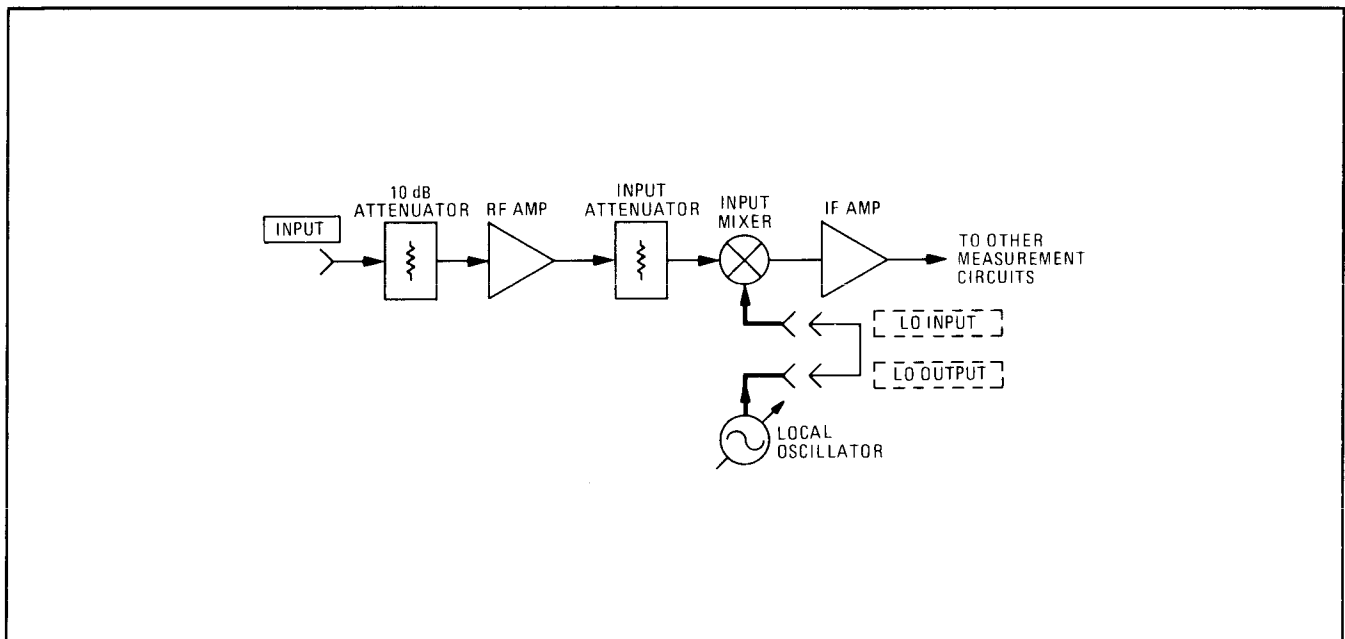 10 dB
ATTENUATOR
RF AMP
INPUT
ATTENUATOR
INPUT
MIXER
IF AMP
INPUT
TO OTHER
MEASUREMENT
CIRCUITS
LO INPUT
LO OUTPUT
LOCAL
OSCILLATOR